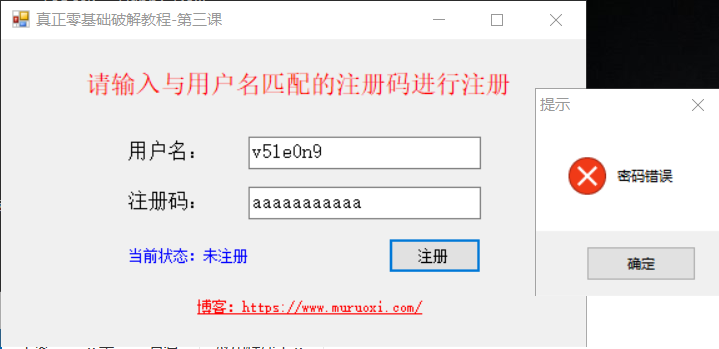 真正零基础破解教程-第三课
请输入与用户名匹配的注册码进行注册
提示
用户名： v51e0n9
密码错误
注册码： aaaaaaaaaaa
当前状态：未注册 注册
确定
博客：https://www.muruoxi.com/